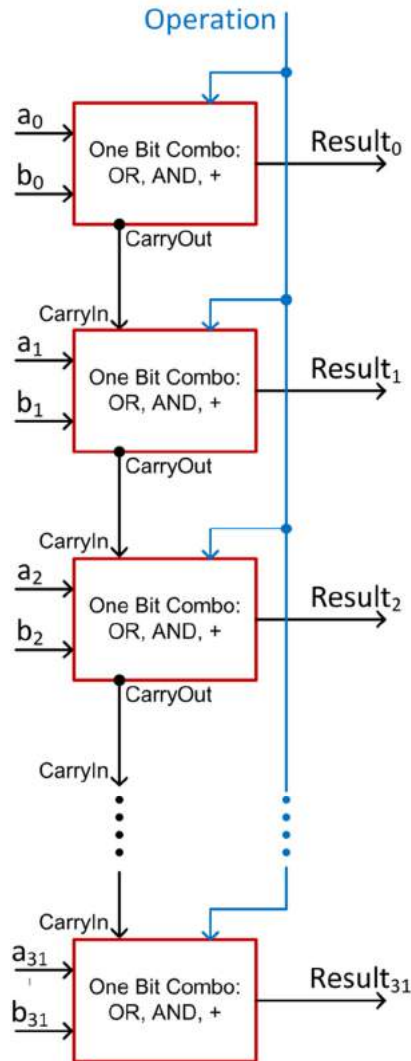 Operation
a₀
b₀
One Bit Combo:
OR, AND, +
Result₀
CarryOut
CarryIn
a₁
b₁
One Bit Combo:
OR, AND, +
Result₁
CarryOut
CarryIn
a₂
b₂
One Bit Combo:
OR, AND, +
Result₂
CarryOut
CarryIn
CarryIn
a₃₁
b₃₁
One Bit Combo:
OR, AND, +
Result₃₁